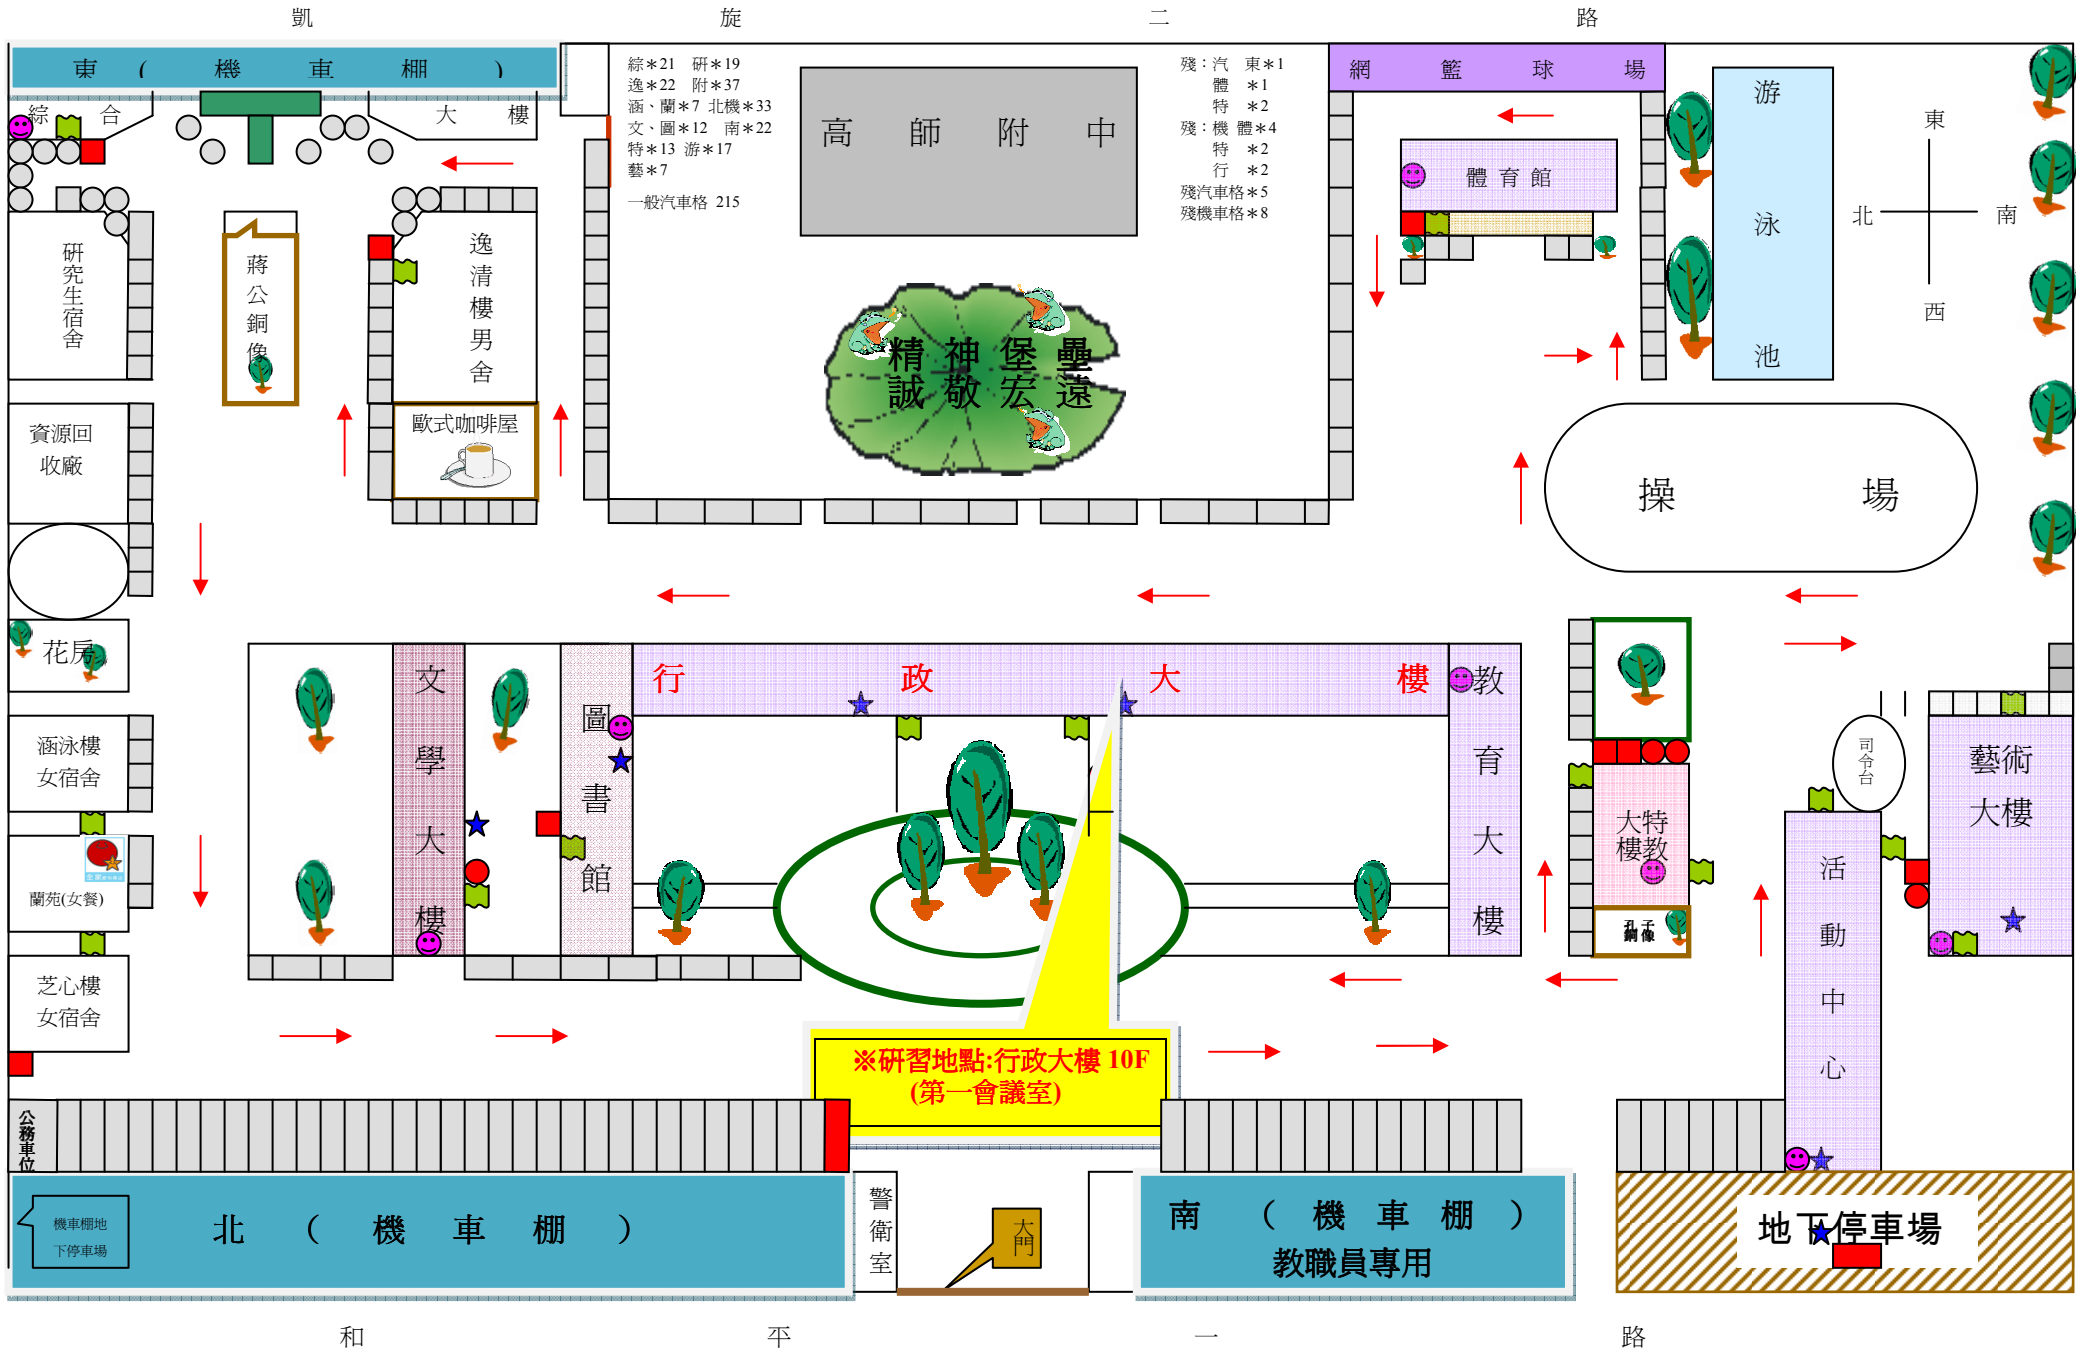 凱旋二路
東(機車棚)
綜合大樓
綜*21 研*19
逸*22 附*37
涵、蘭*7 北機*33
文、圖*12 南*22
特*13 游*17
藝*7
一般汽車格 215
高師附中
殘：汽 東*1
體 *1
特 *2
殘：機 體*4
特 *2
行 *2
殘汽車格*5
殘機車格*8
網籃球場
體育館
游泳池
東
北
南
西
研究生宿舍
蔣公銅像
逸清樓男舍
歐式咖啡屋
精神堡壘
誠敬宏遠
資源回
收廠
操場
花房
涵泳樓
女宿舍
蘭苑(女餐)
芝心樓
女宿舍
文學大樓
圖書館
行政大樓
教育大樓
特教
大樓
孔子
銅像
司令台
藝術
大樓
活動中心
※研習地點:行政大樓 10F
(第一會議室)
公務車位
機車棚地
下停車場
北(機車棚)
警衛室
大門
南(機車棚)
教職員專用
地下停車場
和平一路